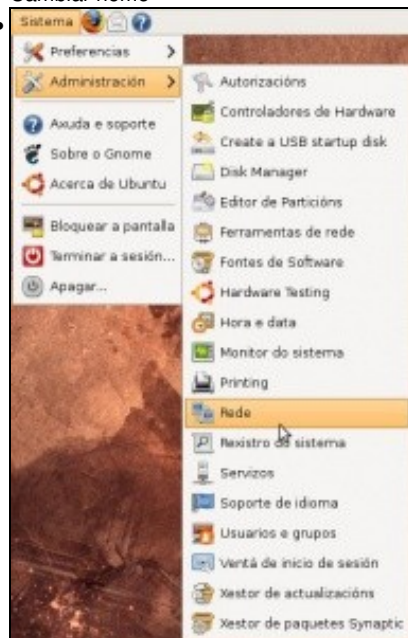 Cambiar nome
Sistema
Preferencias
Administración
Axuda e soporte
Sobre o Gnome
Acerca de Ubuntu
Bloquear a pantalla
Terminar a sesión...
Apagar...
Autorizacións
Controladores de Hardware
Create a USB startup disk
Disk Manager
Editor de Particións
Ferramentas de rede
Fontes de Software
Hardware Testing
Hora e data
Monitor do sistema
Printing
Rede
Rexistro do sistema
Servizos
Soporte de idioma
Usuarios e grupos
Ventá de inicio de sesión
Xestor de actualizacións
Xestor de paquetes Synaptic